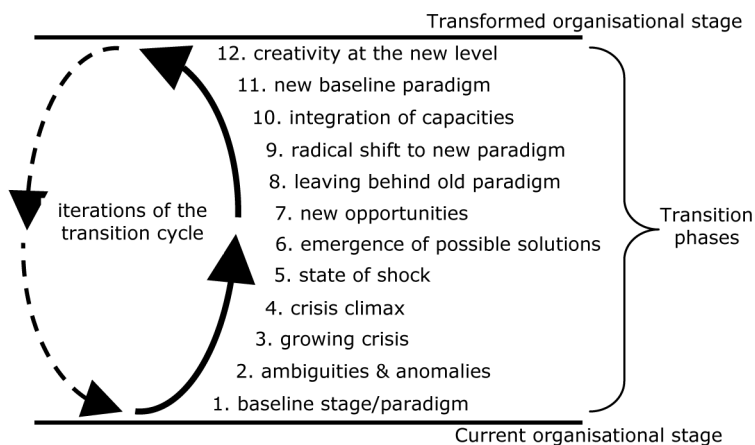 Transformed organisational stage
12. creativity at the new level
11. new baseline paradigm
10. integration of capacities
9. radical shift to new paradigm
8. leaving behind old paradigm
7. new opportunities
6. emergence of possible solutions
5. state of shock
4. crisis climax
3. growing crisis
2. ambiguities & anomalies
1. baseline stage/paradigm
iterations of the
transition cycle
Transition
phases
Current organisational stage